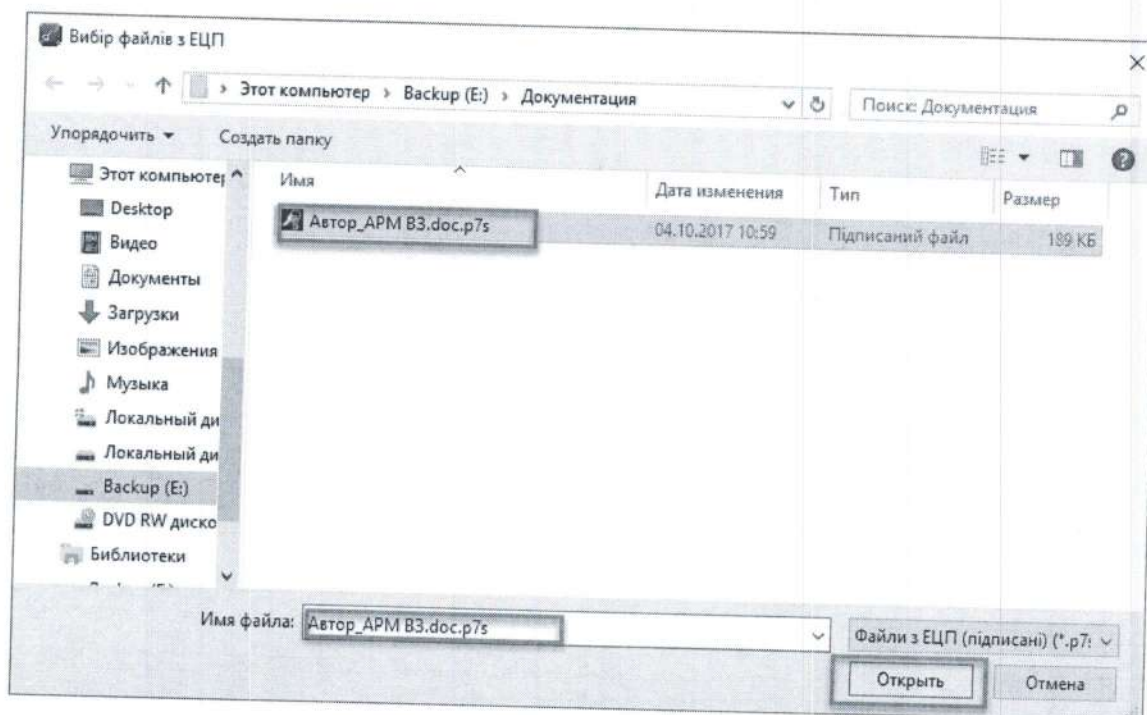 Вибір файлів з ЕЦП
Этот компьютер > Backup (E:) > Документация
Поиск: Документация
Упорядочить
Создать папку
Имя
Дата изменения
Тип
Размер
Автор_АРМ ВЗ.doc.p7s
04.10.2017 10:59
Підписаний файл
189 КБ
Этот компьютер
Desktop
Видео
Документы
Загрузки
Изображения
Музыка
Локальный ди
Локальный ди
Backup (E:)
DVD RW диско
Библиотеки
Имя файла:
Автор_АРМ ВЗ.doc.p7s
Файли з ЕЦП (підписані) (*.p7s
Открыть
Отмена